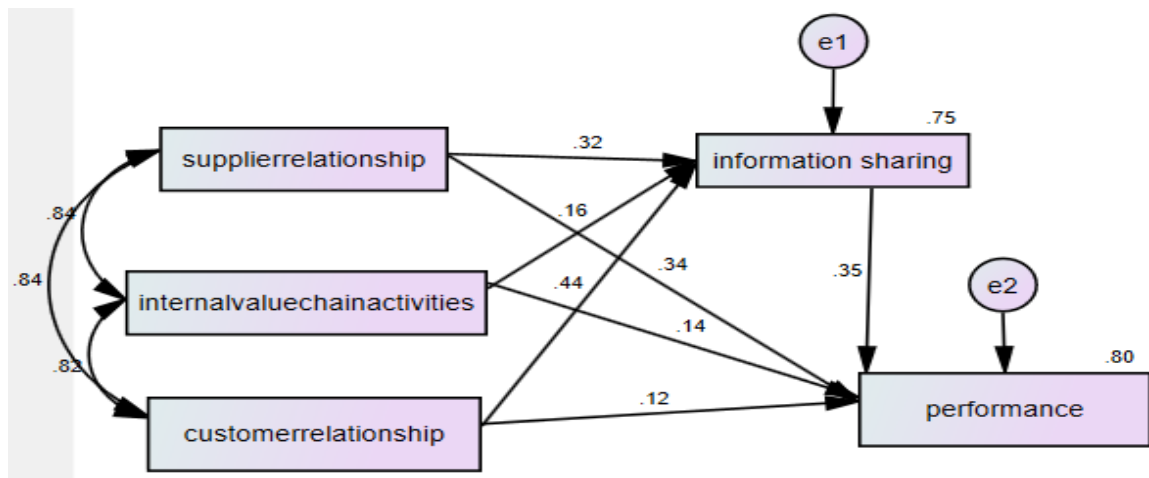 e1
.75
supplierrelationship
.32
information sharing
.84
.16
.34
.84
.44
.35
e2
internalvaluechainactivities
.14
.82
.80
.12
performance
customerrelationship